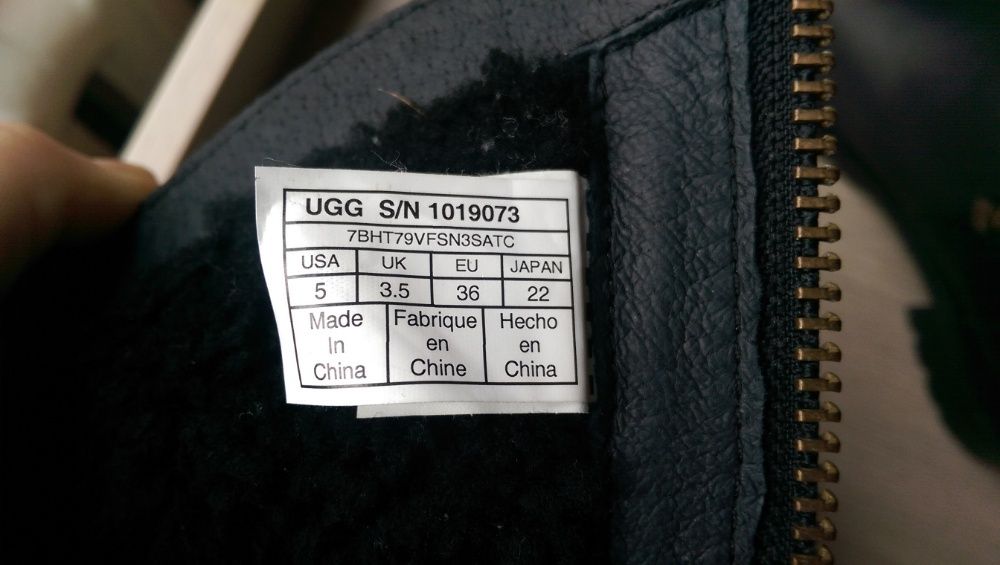 UGG S/N 1019073
7BHT79VFSN3SATC
USA UK EU JAPAN
5 3.5 36 22
Made Fabrique Hecho
In en en
China Chine China